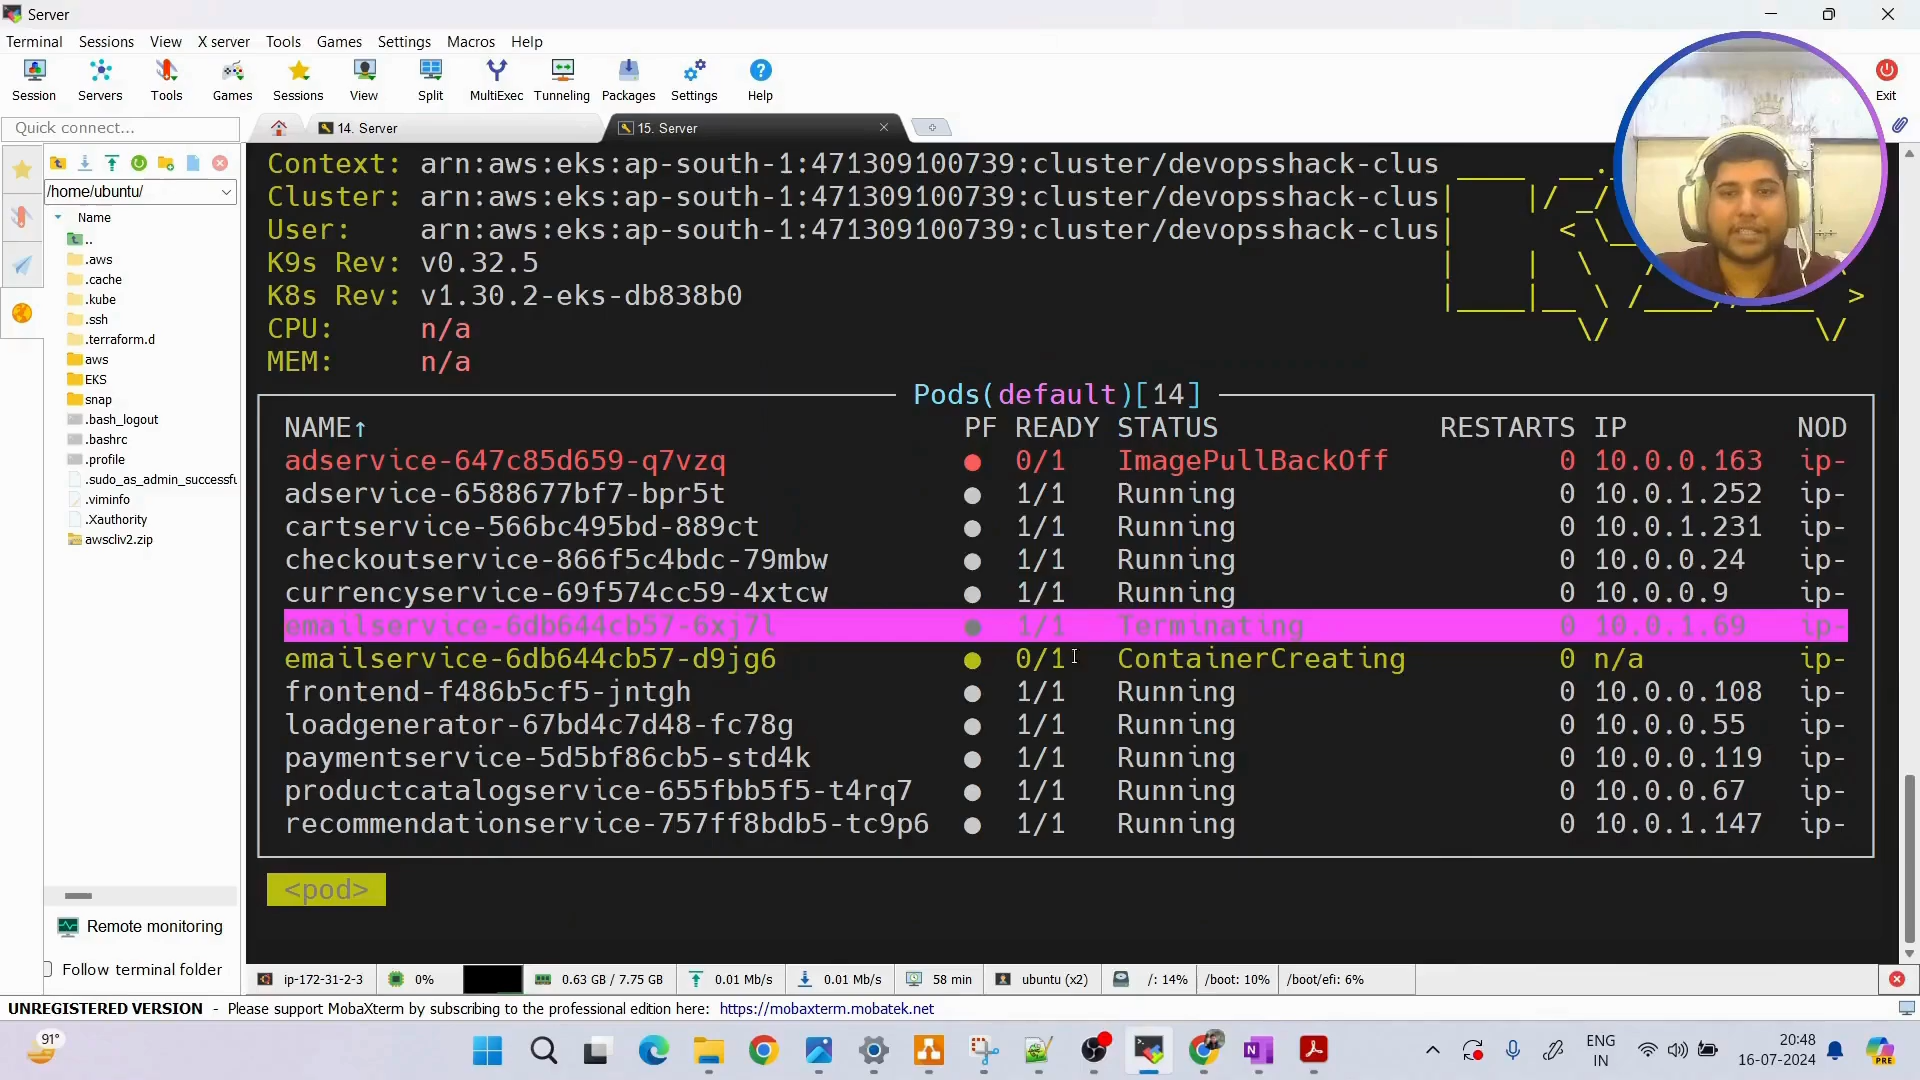 Server
Terminal Sessions View X server Tools Games Settings Macros Help
Session Servers Tools Games Sessions View Split MultiExec Tunneling Packages Settings Help Exit
Quick connect... 14. Server 15. Server
/home/ubuntu/
Name
..
.aws
.cache
.kube
.ssh
.terraform.d
aws
EKS
snap
.bash_logout
.bashrc
.profile
.sudo_as_admin_successfu
.viminfo
.Xauthority
awscliv2.zip
Remote monitoring
Follow terminal folder
Context: arn:aws:eks:ap-south-1:471309100739:cluster/devopsshack-clus
Cluster: arn:aws:eks:ap-south-1:471309100739:cluster/devopsshack-clus
User: arn:aws:eks:ap-south-1:471309100739:cluster/devopsshack-clus
K9s Rev: v0.32.5
K8s Rev: v1.30.2-eks-db838b0
CPU: n/a
MEM: n/a
Pods(default)[14]
NAME↑ PF READY STATUS RESTARTS IP NOD
adservice-647c85d659-q7vzq ● 0/1 ImagePullBackOff 0 10.0.0.163 ip-
adservice-6588677bf7-bpr5t ● 1/1 Running 0 10.0.1.252 ip-
cartservice-566bc495bd-889ct ● 1/1 Running 0 10.0.1.231 ip-
checkoutservice-866f5c4bdc-79mbw ● 1/1 Running 0 10.0.0.24 ip-
currencyservice-69f574cc59-4xtcw ● 1/1 Running 0 10.0.0.9 ip-
emailservice-6db644cb57-6xj7l ● 1/1 Terminating 0 10.0.1.69 ip-
emailservice-6db644cb57-d9jg6 ● 0/1 ContainerCreating 0 n/a ip-
frontend-f486b5cf5-jntgh ● 1/1 Running 0 10.0.0.108 ip-
loadgenerator-67bd4c7d48-fc78g ● 1/1 Running 0 10.0.0.55 ip-
paymentservice-5d5bf86cb5-std4k ● 1/1 Running 0 10.0.0.119 ip-
productcatalogservice-655fbb5f5-t4rq7 ● 1/1 Running 0 10.0.0.67 ip-
recommendationservice-757ff8bdb5-tc9p6 ● 1/1 Running 0 10.0.1.147 ip-
<pod>
ip-172-31-2-3 0% 0.63 GB / 7.75 GB 0.01 Mb/s 0.01 Mb/s 58 min ubuntu (x2) /: 14% /boot: 10% /boot/efi: 6%
UNREGISTERED VERSION - Please support MobaXterm by subscribing to the professional edition here: https://mobaxterm.mobatek.net
91°
ENG
IN
20:48
16-07-2024
PRE